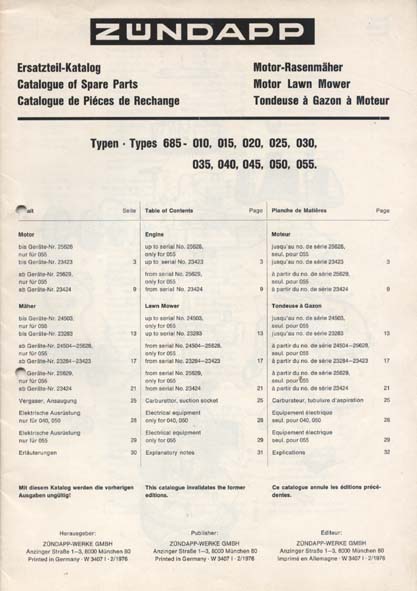 ZÜNDAPP
Ersatzteil-Katalog
Catalogue of Spare Parts
Catalogue de Piéces de Rechange
Motor-Rasenmäher
Motor Lawn Mower
Tondeuse à Gazon à Moteur
Typen · Types 685- 010, 015, 020, 025, 030,
035, 040, 045, 050, 055.
alt Seite
Motor
bis Geräte-Nr. 25628
nur für 055
bis Geräte-Nr. 23423 3
ab Geräte-Nr. 25629,
nur für 055
ab Geräte-Nr. 23424 9
Mäher
bis Geräte-Nr. 24503,
nur für 055
bis Geräte-Nr. 23283 13
ab Geräte-Nr. 24504—25628,
nur für 055
ab Geräte-Nr. 23284—23423 17
ab Geräte-Nr. 25629,
nur für 055
ab Geräte-Nr. 23424 21
Vergaser, Ansaugung 25
Elektrische Ausrüstung
nur für 040, 050 28
Elektrische Ausrüstung
nur für 055 29
Erläuterungen 30
Table of Contents Page
Engine
up to serial No. 25628,
only for 055
up to serial No. 23423 3
from serial No. 25629,
only for 055
from serial No. 23424 9
Lawn Mower
up to serial No. 24503,
only for 055
up to serial No. 23283 13
from serial No. 24504—25628,
only for 055
from serial No. 23284—23423 17
from serial No. 25629,
only for 055
from serial No. 23424 21
Carburettor, suction socket 25
Electrical equipment
only for 040, 050 28
Electrical equipment
only for 055 29
Explanatory notes 31
Planche de Matières Page
Moteur
jusqu'au no. de série 25628,
seul. pour 055
jusqu'au no. de série 23423 3
à partir du no. de série 25629,
seul. pour 055
à partir du no. de série 23424 9
Tondeuse à Gazon
jusqu'au no. de série 24503,
seul. pour 055
jusqu'au no. de série 23283 13
à partir du no. de série 24504—25628,
seul. pour 055
à partir du no. de série 23284—23423 17
à partir du no. de série 25629,
seul. pour 055
à partir du no. de série 23424 21
Carburateur, tubulure d'aspiration 25
Equipement électrique
seul. pour 040, 050 28
Equipement électrique
seul. pour 055 29
Explications 32
Mit diesem Katalog werden die vorherigen
Ausgaben ungültig!
This catalogue invalidates the former
editions.
Ce catalogue annule les éditions précé-
dentes.
Herausgeber:
ZÜNDAPP-WERKE GMBH
Anzinger Straße 1—3, 8000 München 80
Printed in Germany · W 3407 I · 2/1976
Publisher:
ZÜNDAPP-WERKE GMBH
Anzinger Straße 1—3, 8000 München 80
Printed in Germany · W 3407 I · 2/1976
Éditeur:
ZÜNDAPP-WERKE GMBH
Anzinger Straße 1—3, 8000 München 80
Imprimé en Allemagne · W 3407 I · 2/1976